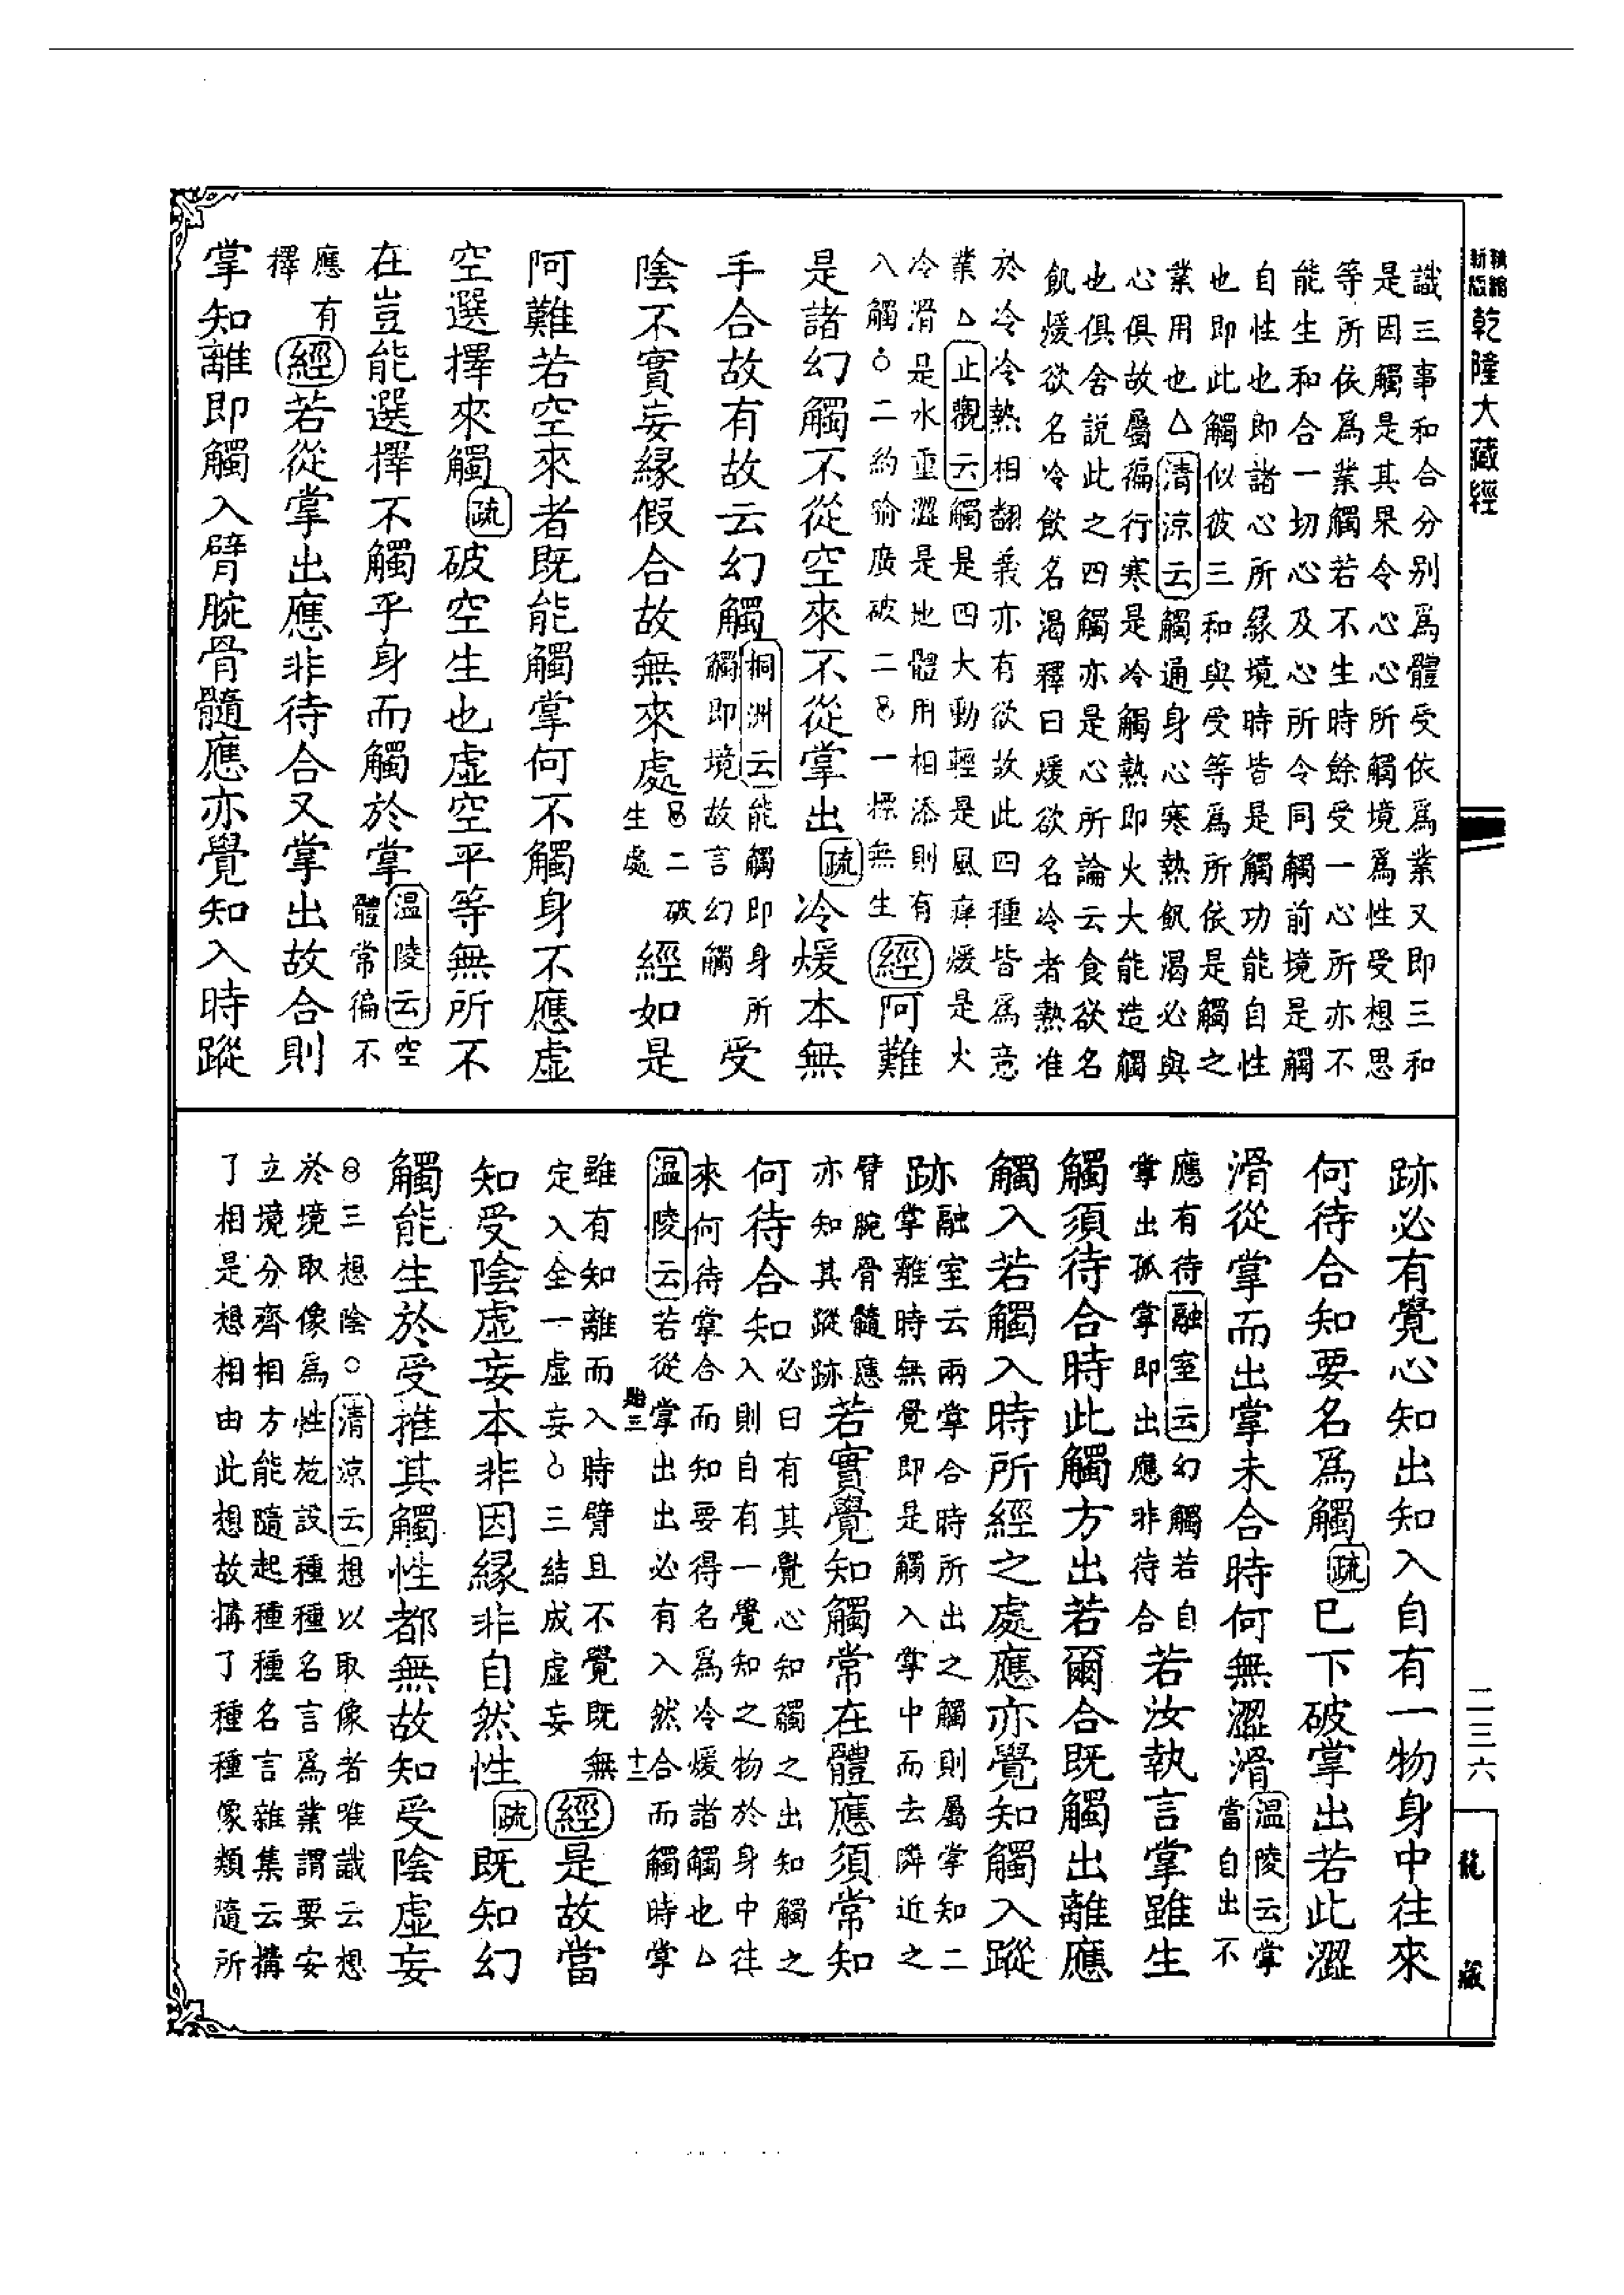 乾隆大藏經
識三事和合分別爲體受依爲業又即三和
是因觸是其果令心心所觸境爲性受想思
等所依爲業觸若不生時餘受一心所亦不
能生和合一切心及心所令同觸前境是觸
自性也即諸心所緣境時皆是觸功能自性
也即此觸似彼三和與受等爲所依是觸之
業用也△清涼云觸通身心寒熱飢渴必與
心俱故屬徧行寒是冷觸熱即火大能造觸
也俱舍説此之四觸亦是心所論云食欲名
飢煖欲名冷飲名渴釋曰煖欲名冷者熱准
於冷冷熱相翻義亦有欲故此四種皆爲意
業△止觀云觸是四大動輕是風痒煖是火
冷滑是水重澀是地體用相添則有
入觸○二約喻廣破二一摽無生
經阿難
是諸幻觸不從空來不從掌出疏冷煖本無
手合故有故云幻觸桐洲云能觸即身所
觸即境故言幻觸
受
陰不實妄緣假合故無來處二破
生處
經如是
阿難若空來者既能觸掌何不觸身不應虛
空選擇來觸疏破空生也虛空平等無所不
在豈能選擇不觸乎身而觸於掌溫陵云空
體常徧不
應有
擇
經若從掌出應非待合又掌出故合則
掌知離即觸入臂腕骨髓應亦覺知入時蹤
跡必有覺心知出知入自有一物身中往來
何待合知要名爲觸疏已下破掌出若此澀
滑從掌而出掌未合時何無澀滑溫陵云掌
當自出不
應有待融室云幻觸若自
掌出孤掌即出應非待合
若汝執言掌雖生
觸須待合時此觸方出若爾合既觸出離應
觸入若觸入時所經之處應亦覺知觸入蹤
跡融室云兩掌合時所出之觸則屬掌知二
掌離時無覺即是觸入掌中而去隣近之
臂腕骨髓應
亦知其蹤跡
若實覺知觸常在體應須常知
何待合知必曰有其覺心知觸之出知觸之
入則自有一覺知之物於身中往
來何待掌合而知要得名爲冷煖諸觸也△
溫陵云若從掌出出必有入然合而觸時掌
雖有知離而入時臂且不覺既無
定入全一虛妄○三結成虛妄
經是故當
知受陰虛妄本非因緣非自然性疏既知幻
觸能生於受推其觸性都無故知受陰虛妄
三想陰○清涼云想以取像者唯識云想
於境取像爲性施設種種名言爲業謂要安
立境分齊相方能隨起種種名言雜集云搆
了相是想相由此想故搆了種種像類隨所
二三六
龍藏